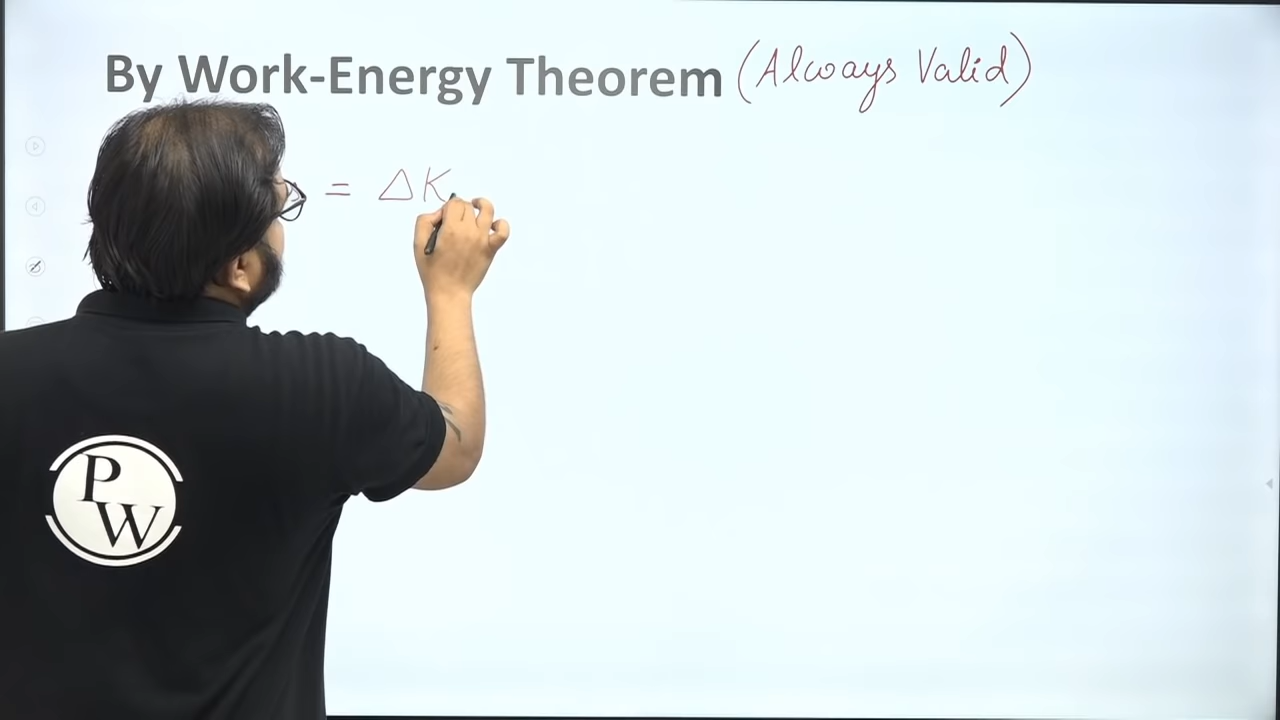 By Work-Energy Theorem (Always Valid)
= ΔK
P
W